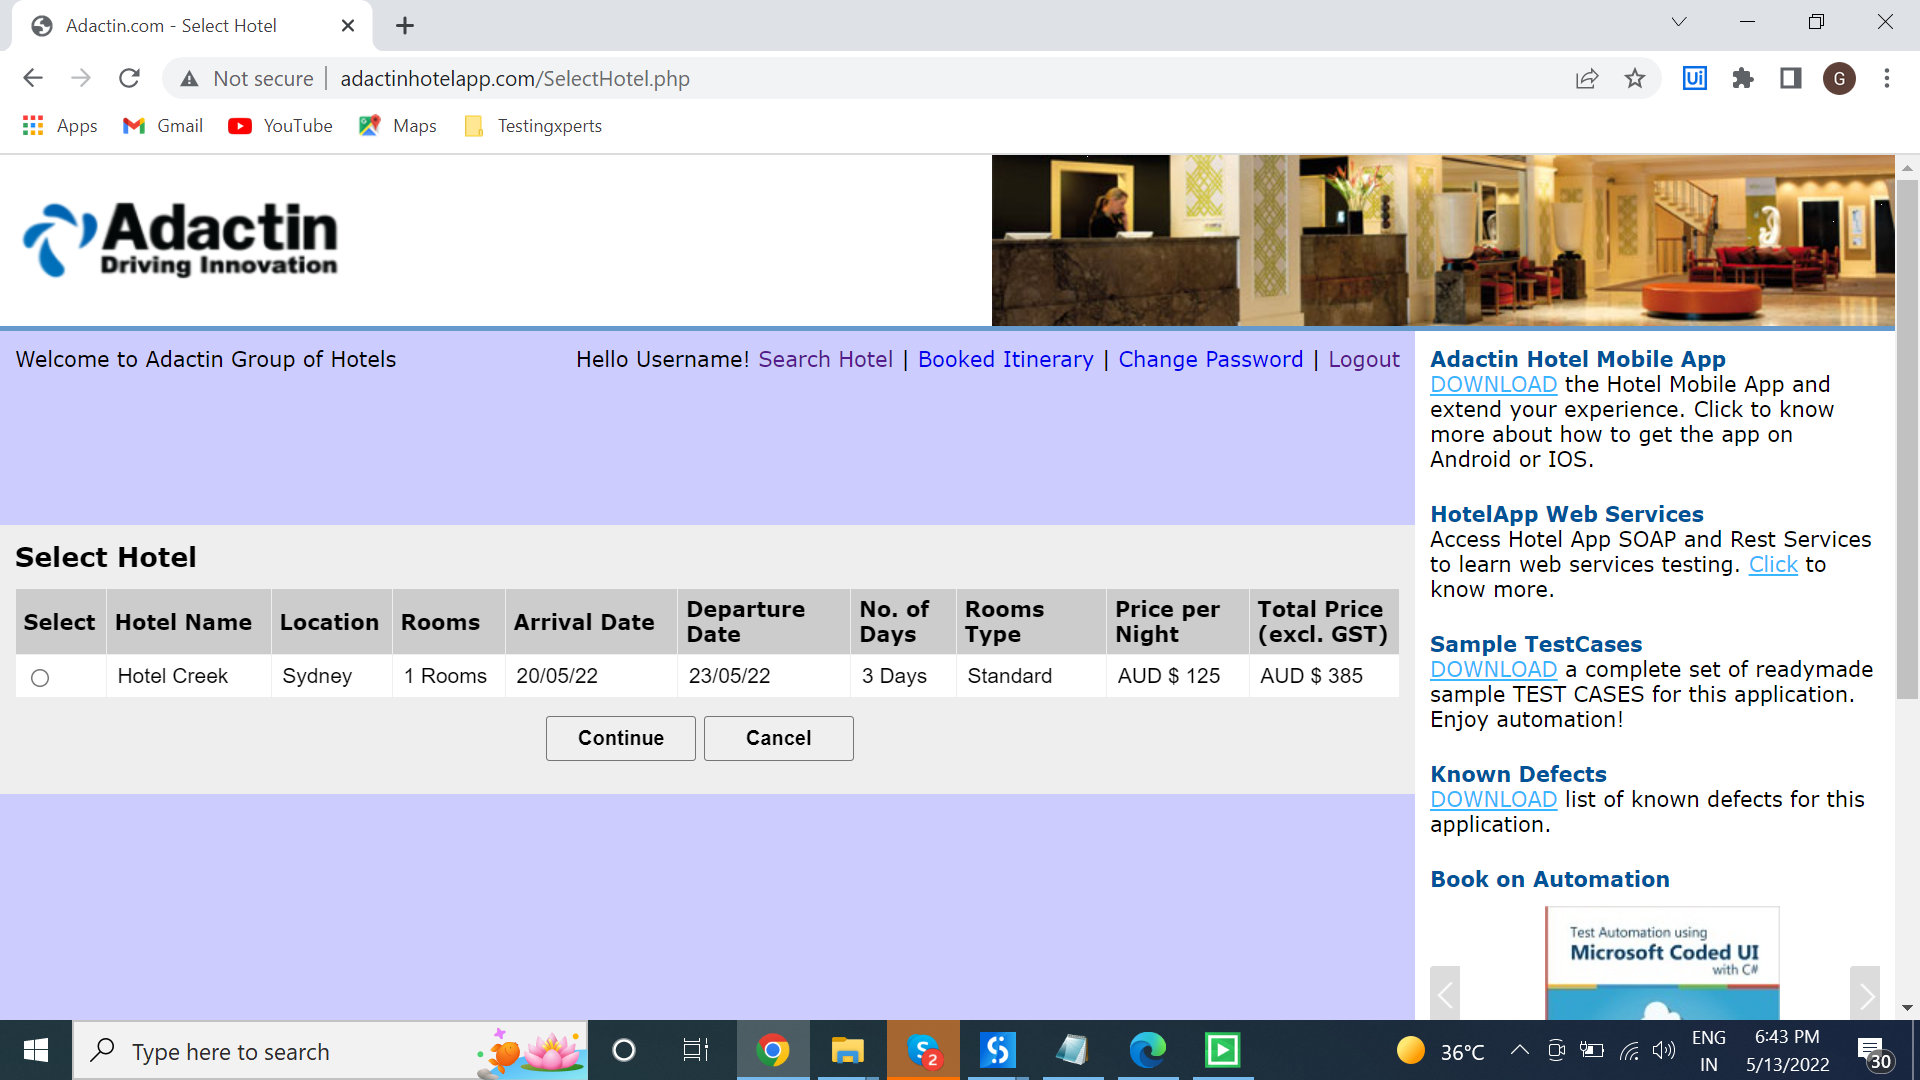 Adactin.com - Select Hotel
Not secure
adactinhotelapp.com/SelectHotel.php
Ui
G
Apps
Gmail
YouTube
Maps
Testingxperts
Adactin
Driving Innovation
Welcome to Adactin Group of Hotels
Hello Username! Search Hotel | Booked Itinerary | Change Password | Logout
Select Hotel
Select Hotel Name Location Rooms Arrival Date Departure Date No. of Days Rooms Type Price per Night Total Price (excl. GST)
Hotel Creek Sydney 1 Rooms 20/05/22 23/05/22 3 Days Standard AUD $ 125 AUD $ 385
Continue
Cancel
Adactin Hotel Mobile App
DOWNLOAD the Hotel Mobile App and
extend your experience. Click to know
more about how to get the app on
Android or IOS.
HotelApp Web Services
Access Hotel App SOAP and Rest Services
to learn web services testing. Click to
know more.
Sample TestCases
DOWNLOAD a complete set of readymade
sample TEST CASES for this application.
Enjoy automation!
Known Defects
DOWNLOAD list of known defects for this
application.
Book on Automation
Test Automation using
Microsoft Coded UI
with C#
Type here to search
S
2
36°C
ENG
IN
6:43 PM
5/13/2022
30